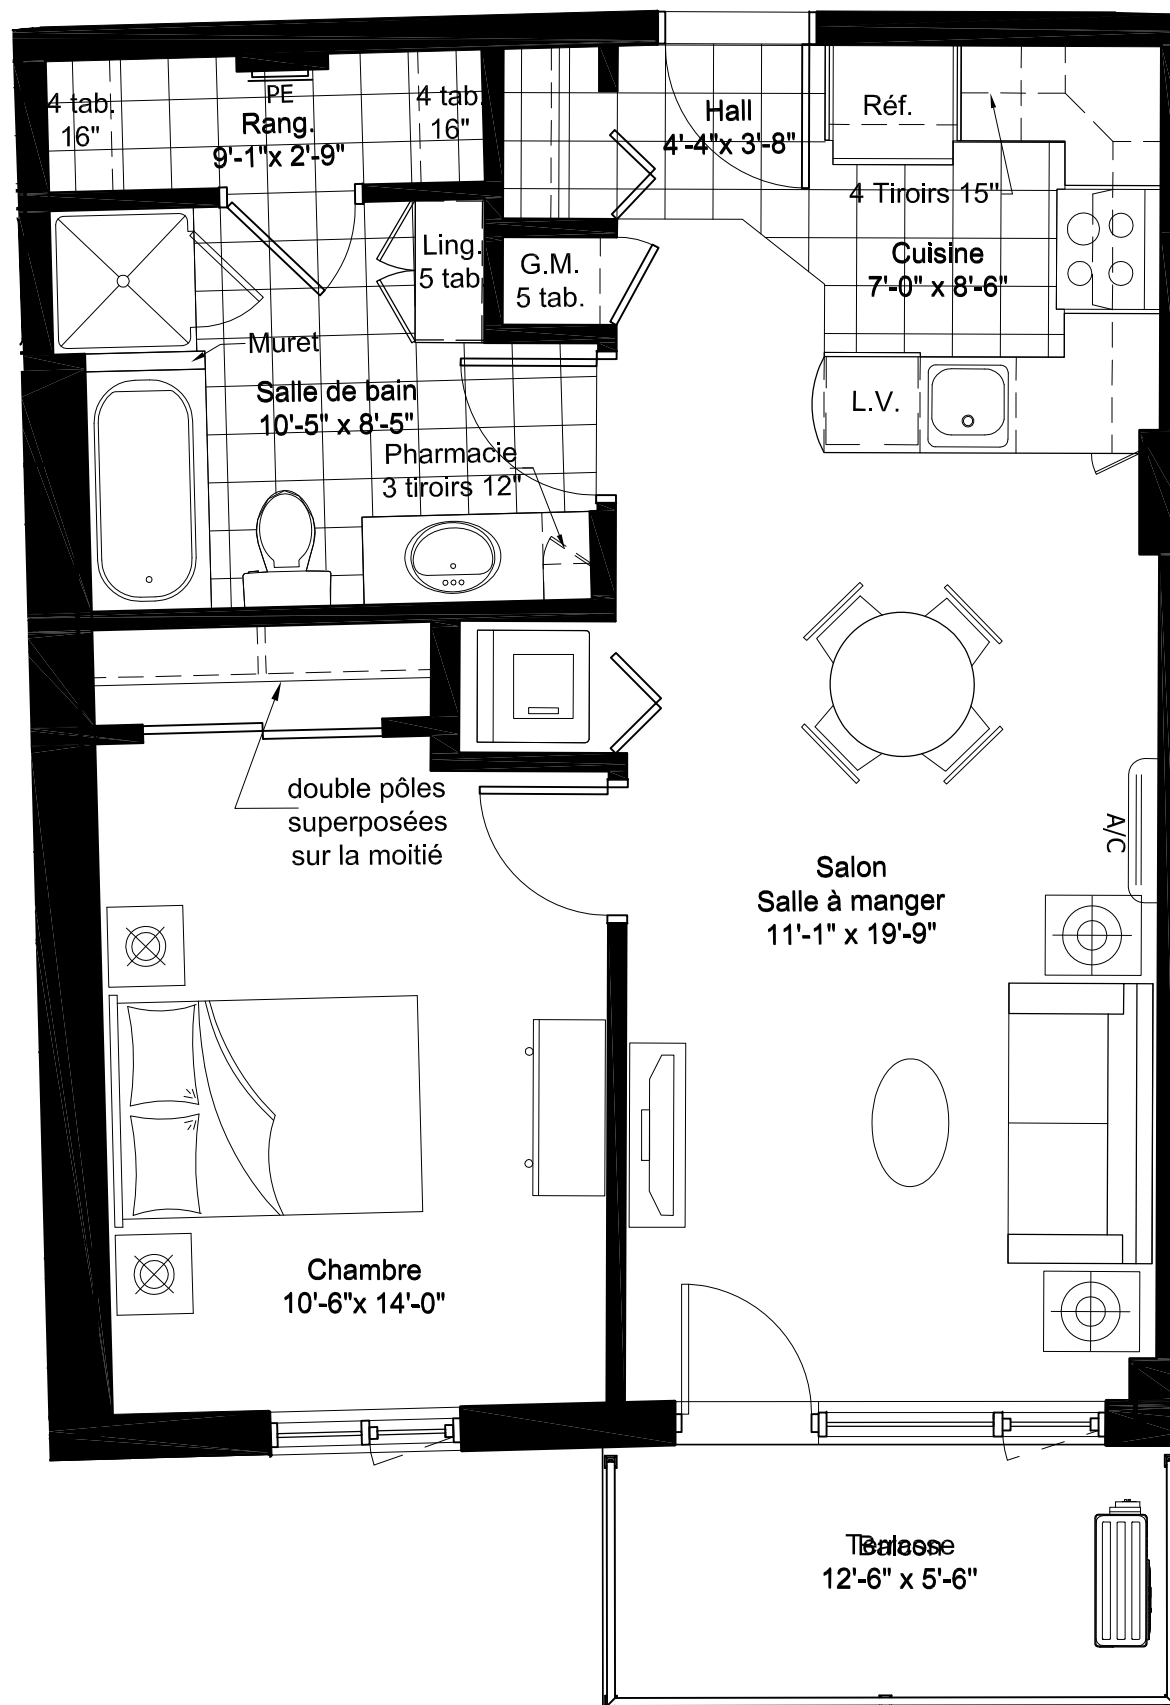 4 tab.
16"
PE
Rang.
9'-1"x 2'-9"
4 tab.
16"
Hall
4'-4"x 3'-8"
Réf.
4 Tiroirs 15"
Cuisine
7'-0" x 8'-6"
Ling.
5 tab.
G.M.
5 tab.
Muret
Salle de bain
10'-5" x 8'-5"
Pharmacie
3 tiroirs 12"
L.V.
double pôles
superposées
sur la moitié
A/C
Salon
Salle à manger
11'-1" x 19'-9"
Chambre
10'-6"x 14'-0"
Terrasse
Balcon
12'-6" x 5'-6"